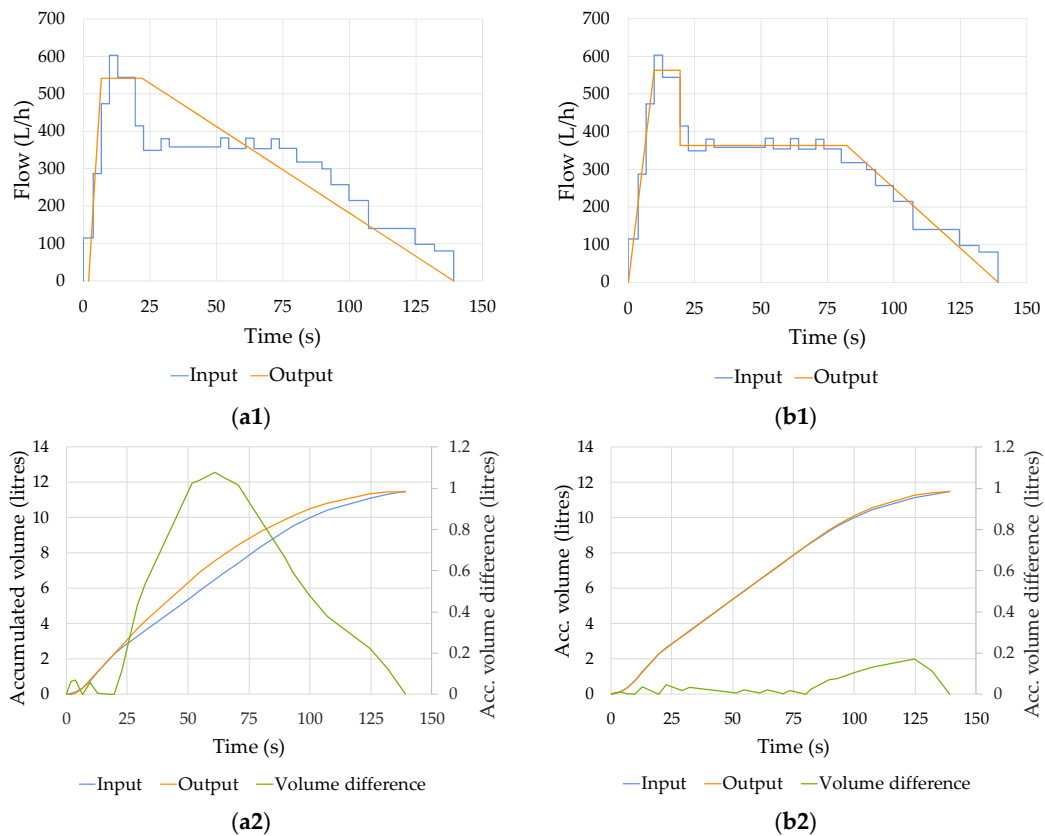 700
600
500
400
300
200
100
0
Flow (L/h)
0 25 50 75 100 125 150
Time (s)
Input Output
(a1)
700
600
500
400
300
200
100
0
Flow (L/h)
0 25 50 75 100 125 150
Time (s)
Input Output
(b1)
14
12
10
8
6
4
2
0
Accumulated volume (litres)
1.2
1
0.8
0.6
0.4
0.2
0
Acc. volume difference (litres)
0 25 50 75 100 125 150
Time (s)
Input Output Volume difference
(a2)
14
12
10
8
6
4
2
0
Acc. volume (litres)
1.2
1
0.8
0.6
0.4
0.2
0
Acc. volume difference (litres)
0 25 50 75 100 125 150
Time (s)
Input Output Volume difference
(b2)